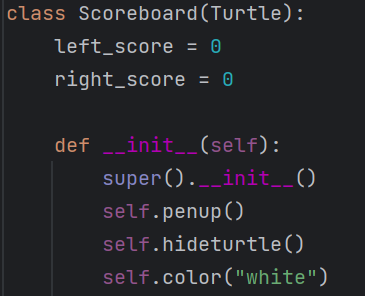 class Scoreboard(Turtle):
    left_score = 0
    right_score = 0

    def __init__(self):
        super().__init__()
        self.penup()
        self.hideturtle()
        self.color("white")